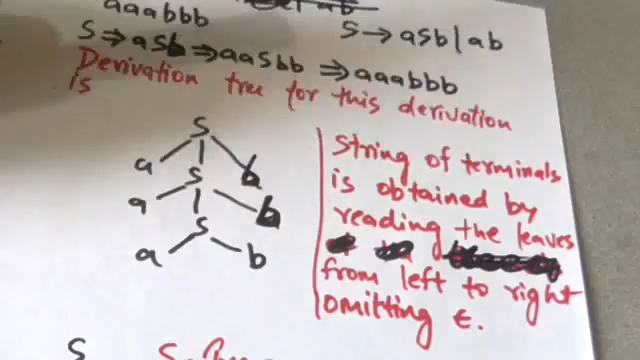 aaabbb
S → asb | ab
S ⇒ asb ⇒ aasbb ⇒ aaabbb
Derivation tree for this derivation
is
S
a S b
a S b
a b
String of terminals
is obtained by
reading the leaves
from left to right
omitting ϵ.
S